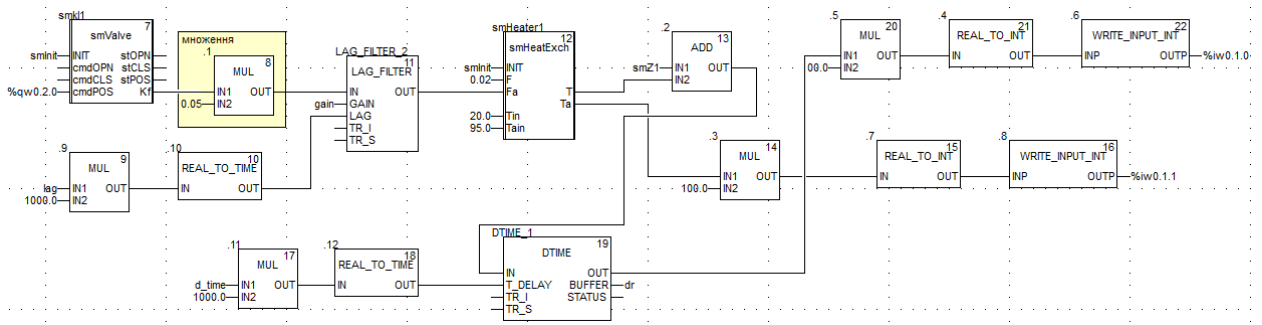 smkl1
7
smValve
smInit INIT stOPN
cmdOPN stCLS
cmdCLS stPOS
%qw0.2.0 cmdPOS Kf
множення
.1
8
MUL
IN1 OUT
0.05 IN2
LAG_FILTER_2
11
LAG_FILTER
IN OUT
gain GAIN
LAG
TR_I
TR_S
smHeater1
12
smHeatExch
smInit INIT
0.02 F T
Fa Ta
20.0 Tin
95.0 Tain
.2
13
ADD
smZ1 IN1 OUT
IN2
.5
20
MUL
IN1 OUT
00.0 IN2
.4
21
REAL_TO_INT
IN OUT
.6
22
WRITE_INPUT_INT
INP OUTP %iw0.1.0
.9
9
MUL
lag IN1 OUT
1000.0 IN2
.10
10
REAL_TO_TIME
IN OUT
.3
14
MUL
IN1 OUT
100.0 IN2
.7
15
REAL_TO_INT
IN OUT
.8
16
WRITE_INPUT_INT
INP OUTP %iw0.1.1
.11
17
MUL
d_time IN1 OUT
1000.0 IN2
.12
18
REAL_TO_TIME
IN OUT
DTIME_1
19
DTIME
IN OUT
T_DELAY BUFFER dr
TR_I STATUS
TR_S